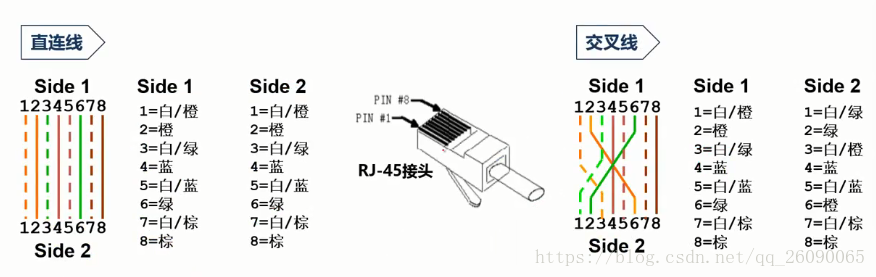 直连线
Side 1
12345678
12345678
Side 2
Side 1
1=白/橙
2=橙
3=白/绿
4=蓝
5=白/蓝
6=绿
7=白/棕
8=棕
Side 2
1=白/橙
2=橙
3=白/绿
4=蓝
5=白/蓝
6=绿
7=白/棕
8=棕
PIN #8
PIN #1
RJ-45接头
交叉线
Side 1
12345678
12345678
Side 2
Side 1
1=白/橙
2=橙
3=白/绿
4=蓝
5=白/蓝
6=绿
7=白/棕
8=棕
Side 2
1=白/绿
2=绿
3=白/橙
4=蓝
5=白/蓝
6=橙
7=白/棕
8=棕
https://blog.csdn.net/qq_26090065